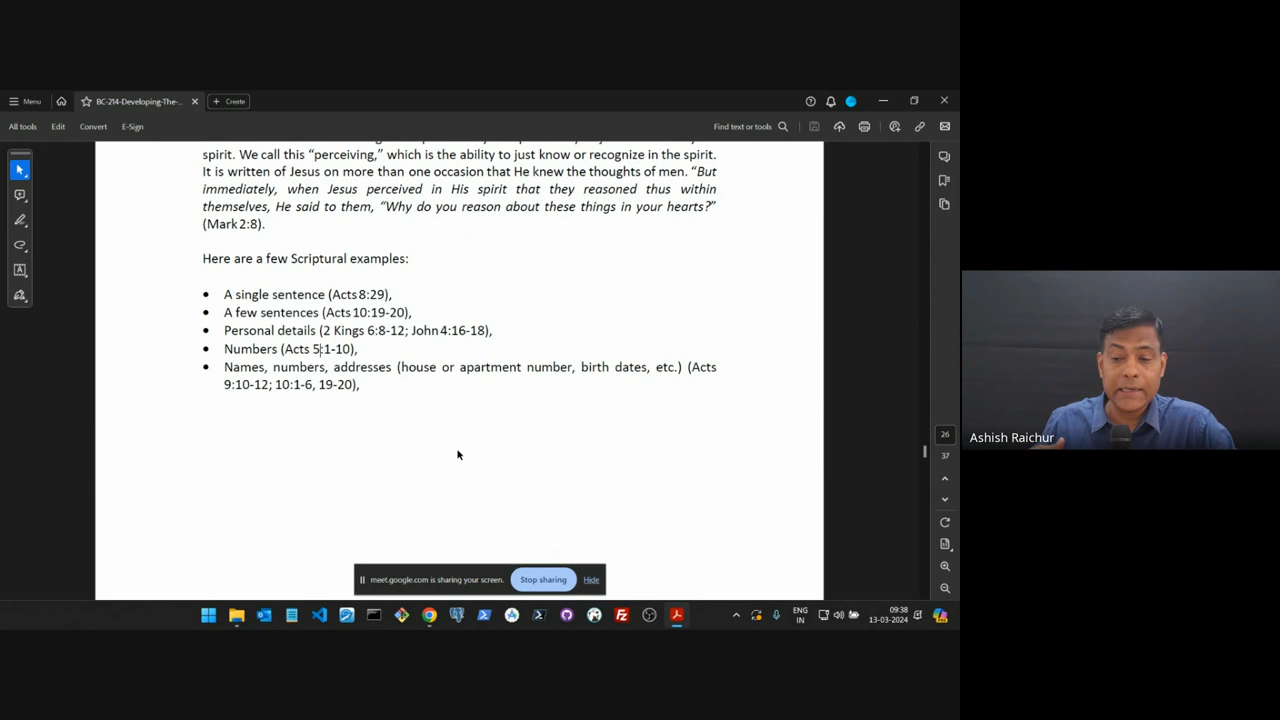 Menu
BC-214-Developing-The-...
Create
All tools
Edit
Convert
E-Sign
Find text or tools
spirit. We call this "perceiving," which is the ability to just know or recognize in the spirit.
It is written of Jesus on more than one occasion that He knew the thoughts of men. "But
immediately, when Jesus perceived in His spirit that they reasoned thus within
themselves, He said to them, "Why do you reason about these things in your hearts?"
(Mark 2:8).
Here are a few Scriptural examples:
• A single sentence (Acts 8:29),
• A few sentences (Acts 10:19-20),
• Personal details (2 Kings 6:8-12; John 4:16-18),
• Numbers (Acts 5:1-10),
• Names, numbers, addresses (house or apartment number, birth dates, etc.) (Acts
9:10-12; 10:1-6, 19-20),
26
37
Ashish Raichur
meet.google.com is sharing your screen.
Stop sharing
Hide
ENG
IN
09:38
13-03-2024